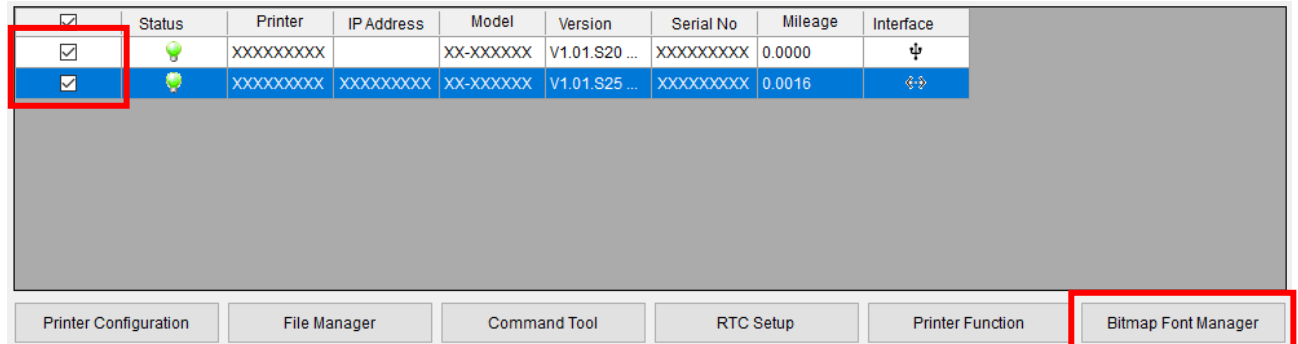 Status Printer IP Address Model Version Serial No Mileage Interface
XXXXXXXXX XX-XXXXXX V1.01.S20 ... XXXXXXXXX 0.0000
XXXXXXXXX XXXXXXXXX XX-XXXXXX V1.01.S25 ... XXXXXXXXX 0.0016
Printer Configuration File Manager Command Tool RTC Setup Printer Function Bitmap Font Manager